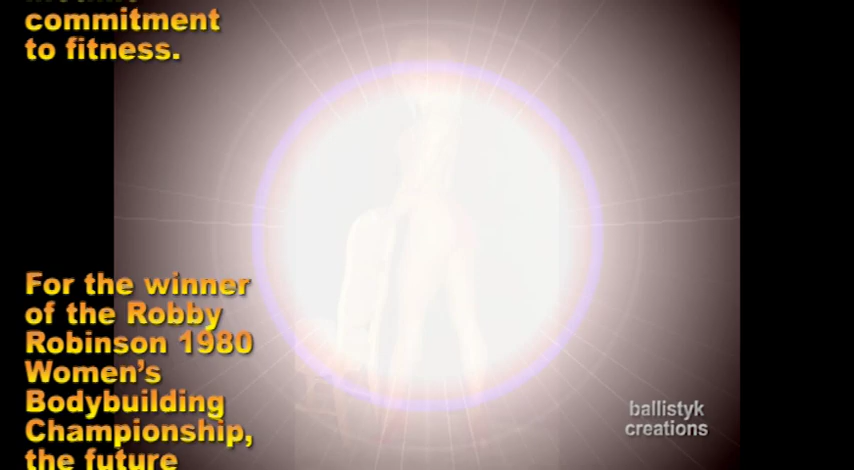 commitment
to fitness.
For the winner
of the Robby
Robinson 1980
Women's
Bodybuilding
Championship,
the future
ballistyk
creations